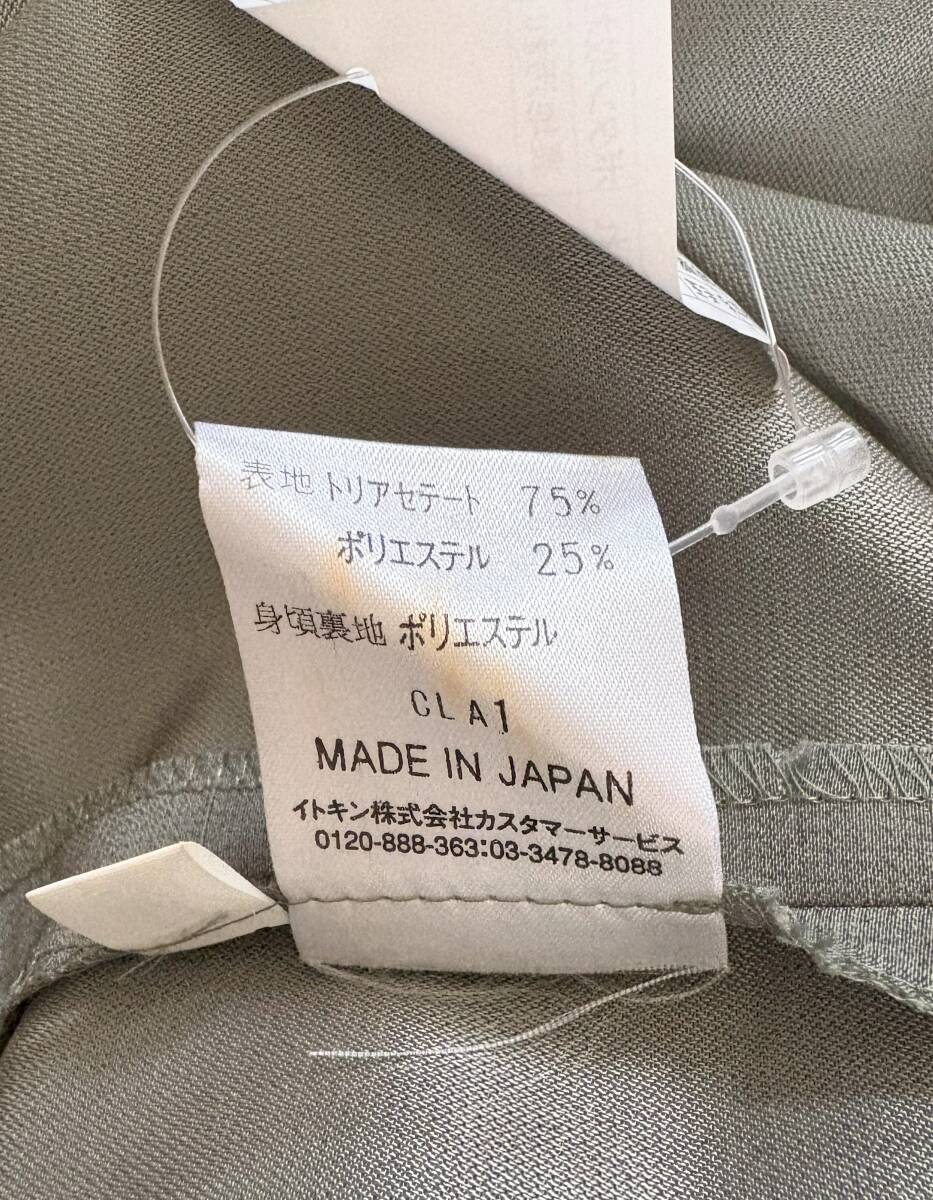 表地 トリアセテート 75%
ポリエステル 25%
身頃裏地 ポリエステル
CLA1
MADE IN JAPAN
イトキン株式会社カスタマーサービス
0120-888-363:03-3478-8088